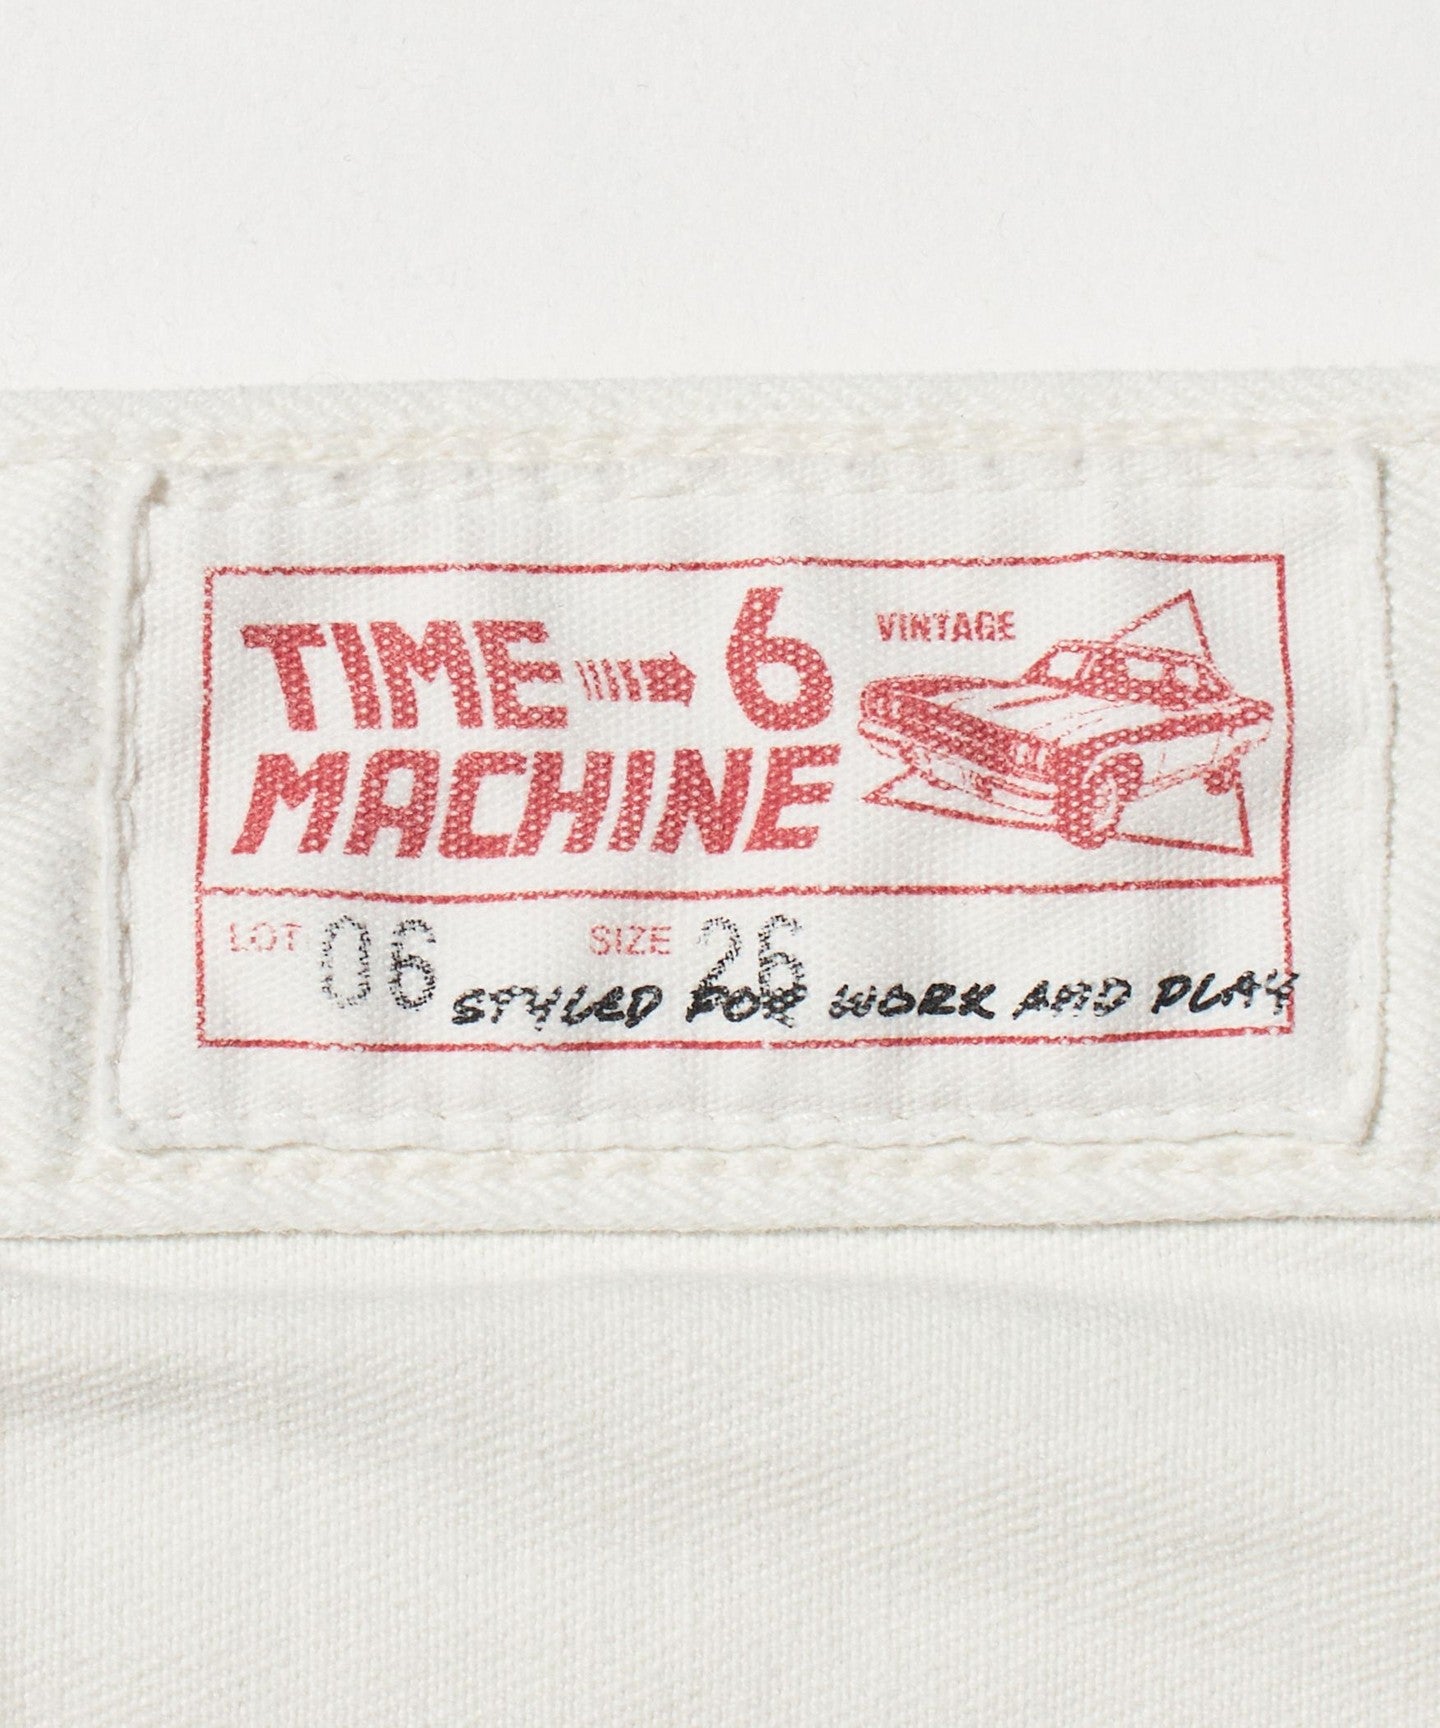 TIME 6
VINTAGE
MACHINE
LOT 06 SIZE 26
STYLED FOR WORK AND PLAY